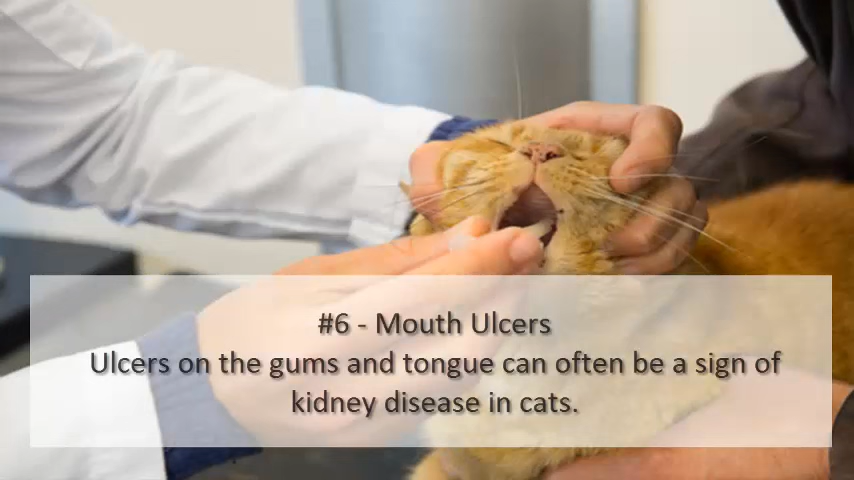 #6 - Mouth Ulcers
Ulcers on the gums and tongue can often be a sign of
kidney disease in cats.